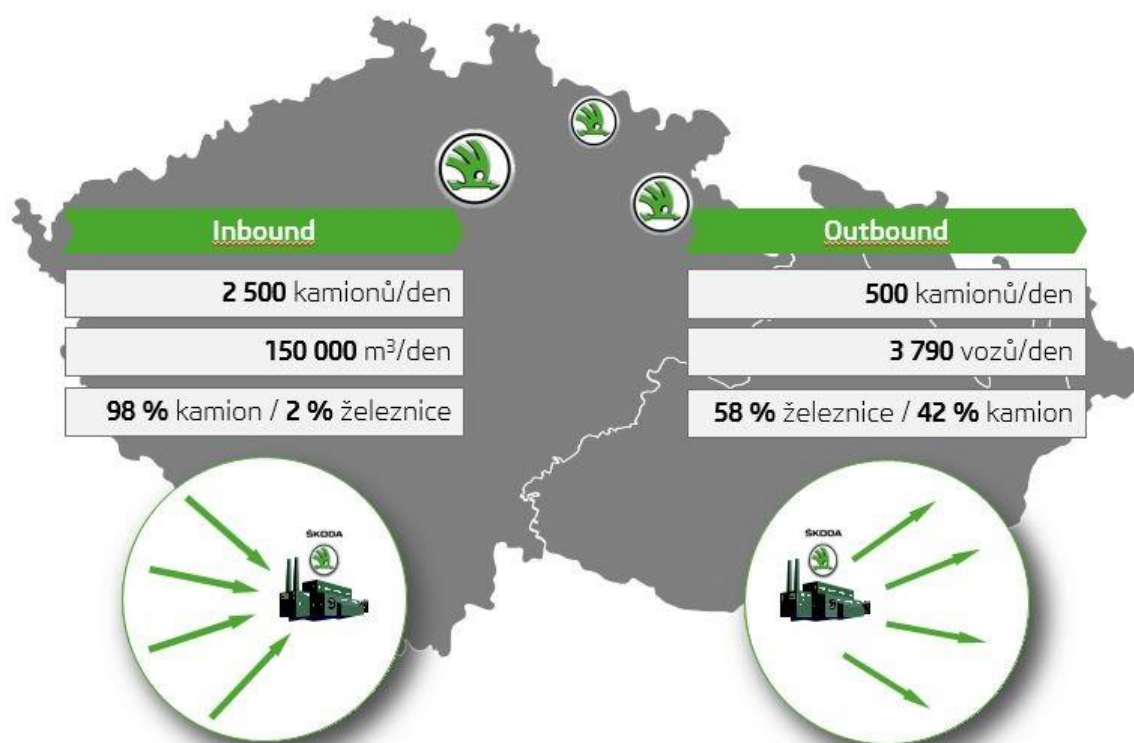 Inbound
2 500 kamionů/den
150 000 m³/den
98 % kamion / 2 % železnice
ŠKODA
Outbound
500 kamionů/den
3 790 vozů/den
58 % železnice / 42 % kamion
ŠKODA